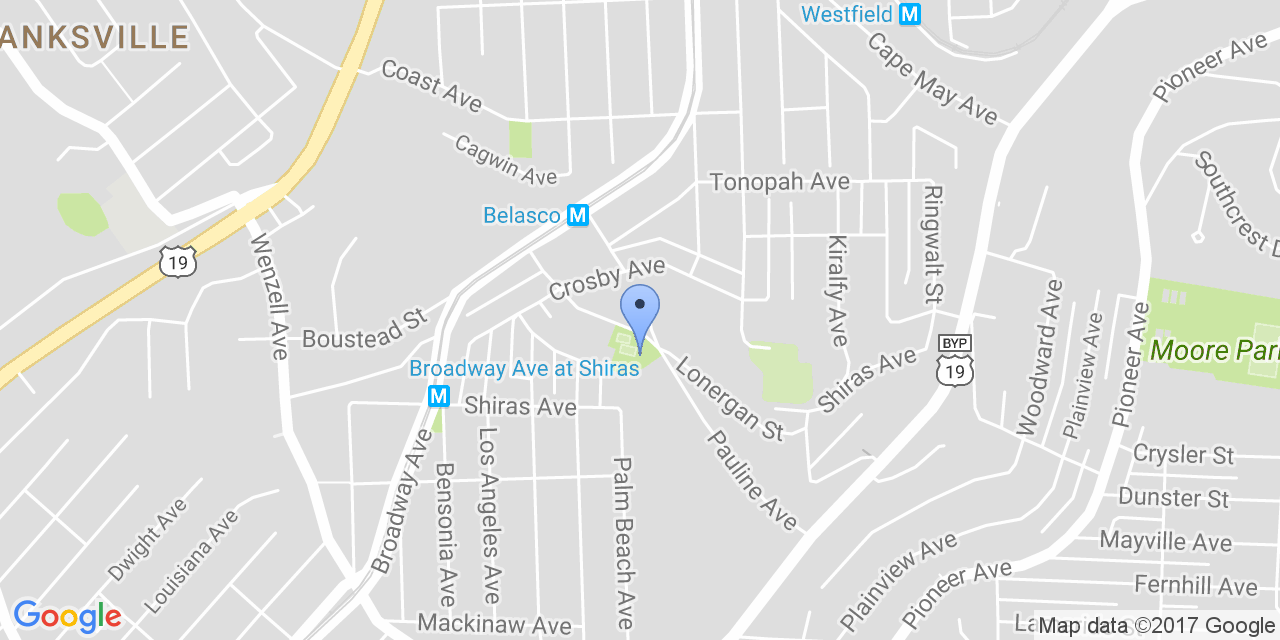 Westfield M
ANKSVILLE
Coast Ave
Cape May Ave
Pioneer Ave
Cagwin Ave
Tonopah Ave
Southcrest D
Belasco M
Ringwalt St
Wenzell Ave
19
Crosby Ave
Kiralfy Ave
Boustead St
BYP
19
Woodward Ave
Plainview Ave
Pioneer Ave
Moore Par
Broadway Ave at Shiras
M
Shiras Ave
Lonergan St
Shiras Ave
Broadway Ave
Bensonia Ave
Los Angeles Ave
Palm Beach Ave
Pauline Ave
Crysler St
Dunster St
Dwight Ave
Louisiana Ave
Mayville Ave
Plainview Ave
Pioneer Ave
Fernhill Ave
Mackinaw Ave
Google
Map data ©2017 Google